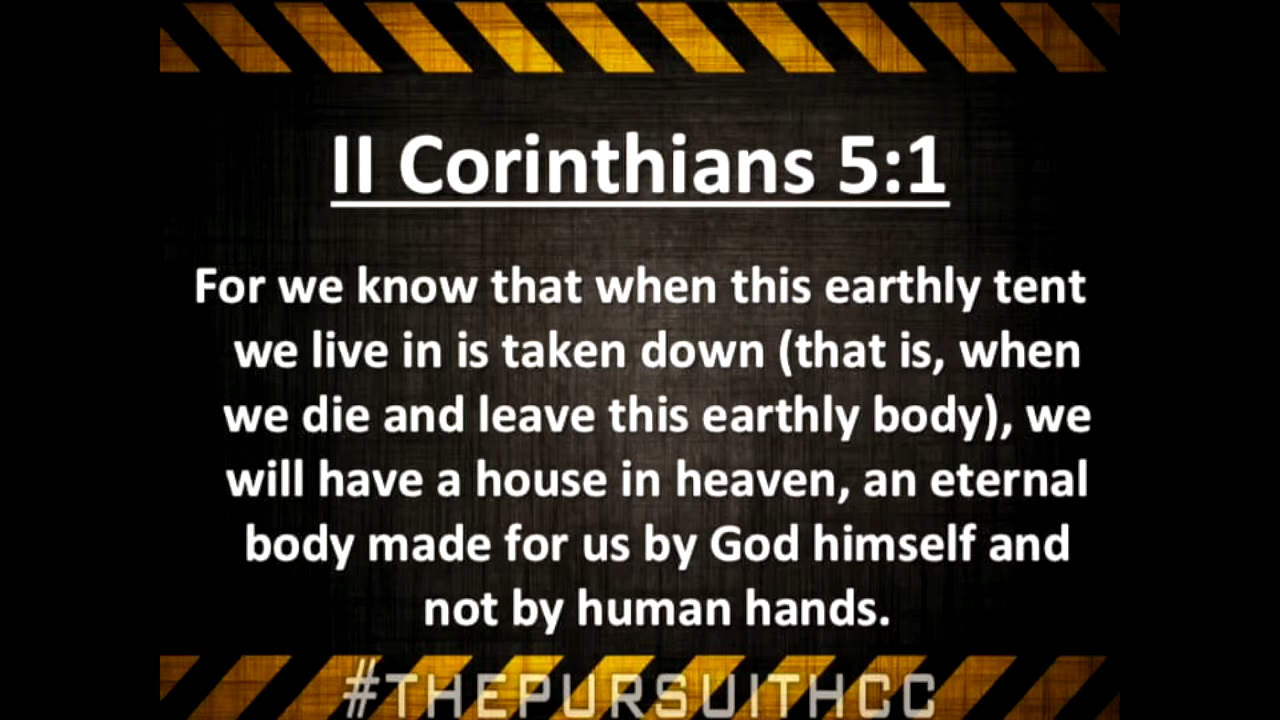 II Corinthians 5:1
For we know that when this earthly tent
we live in is taken down (that is, when
we die and leave this earthly body), we
will have a house in heaven, an eternal
body made for us by God himself and
not by human hands.
#THEPURSUITHCC